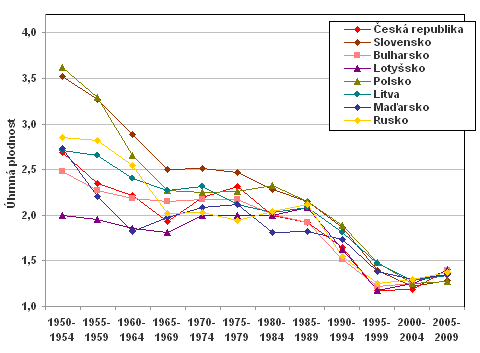 Úhrnná plodnost
4,0
3,5
3,0
2,5
2,0
1,5
1,0
Česká republika
Slovensko
Bulharsko
Lotyšsko
Polsko
Litva
Maďarsko
Rusko
1950- 1955- 1960- 1965- 1970- 1975- 1980- 1985- 1990- 1995- 2000- 2005-
1954 1959 1964 1969 1974 1979 1984 1989 1994 1999 2004 2009